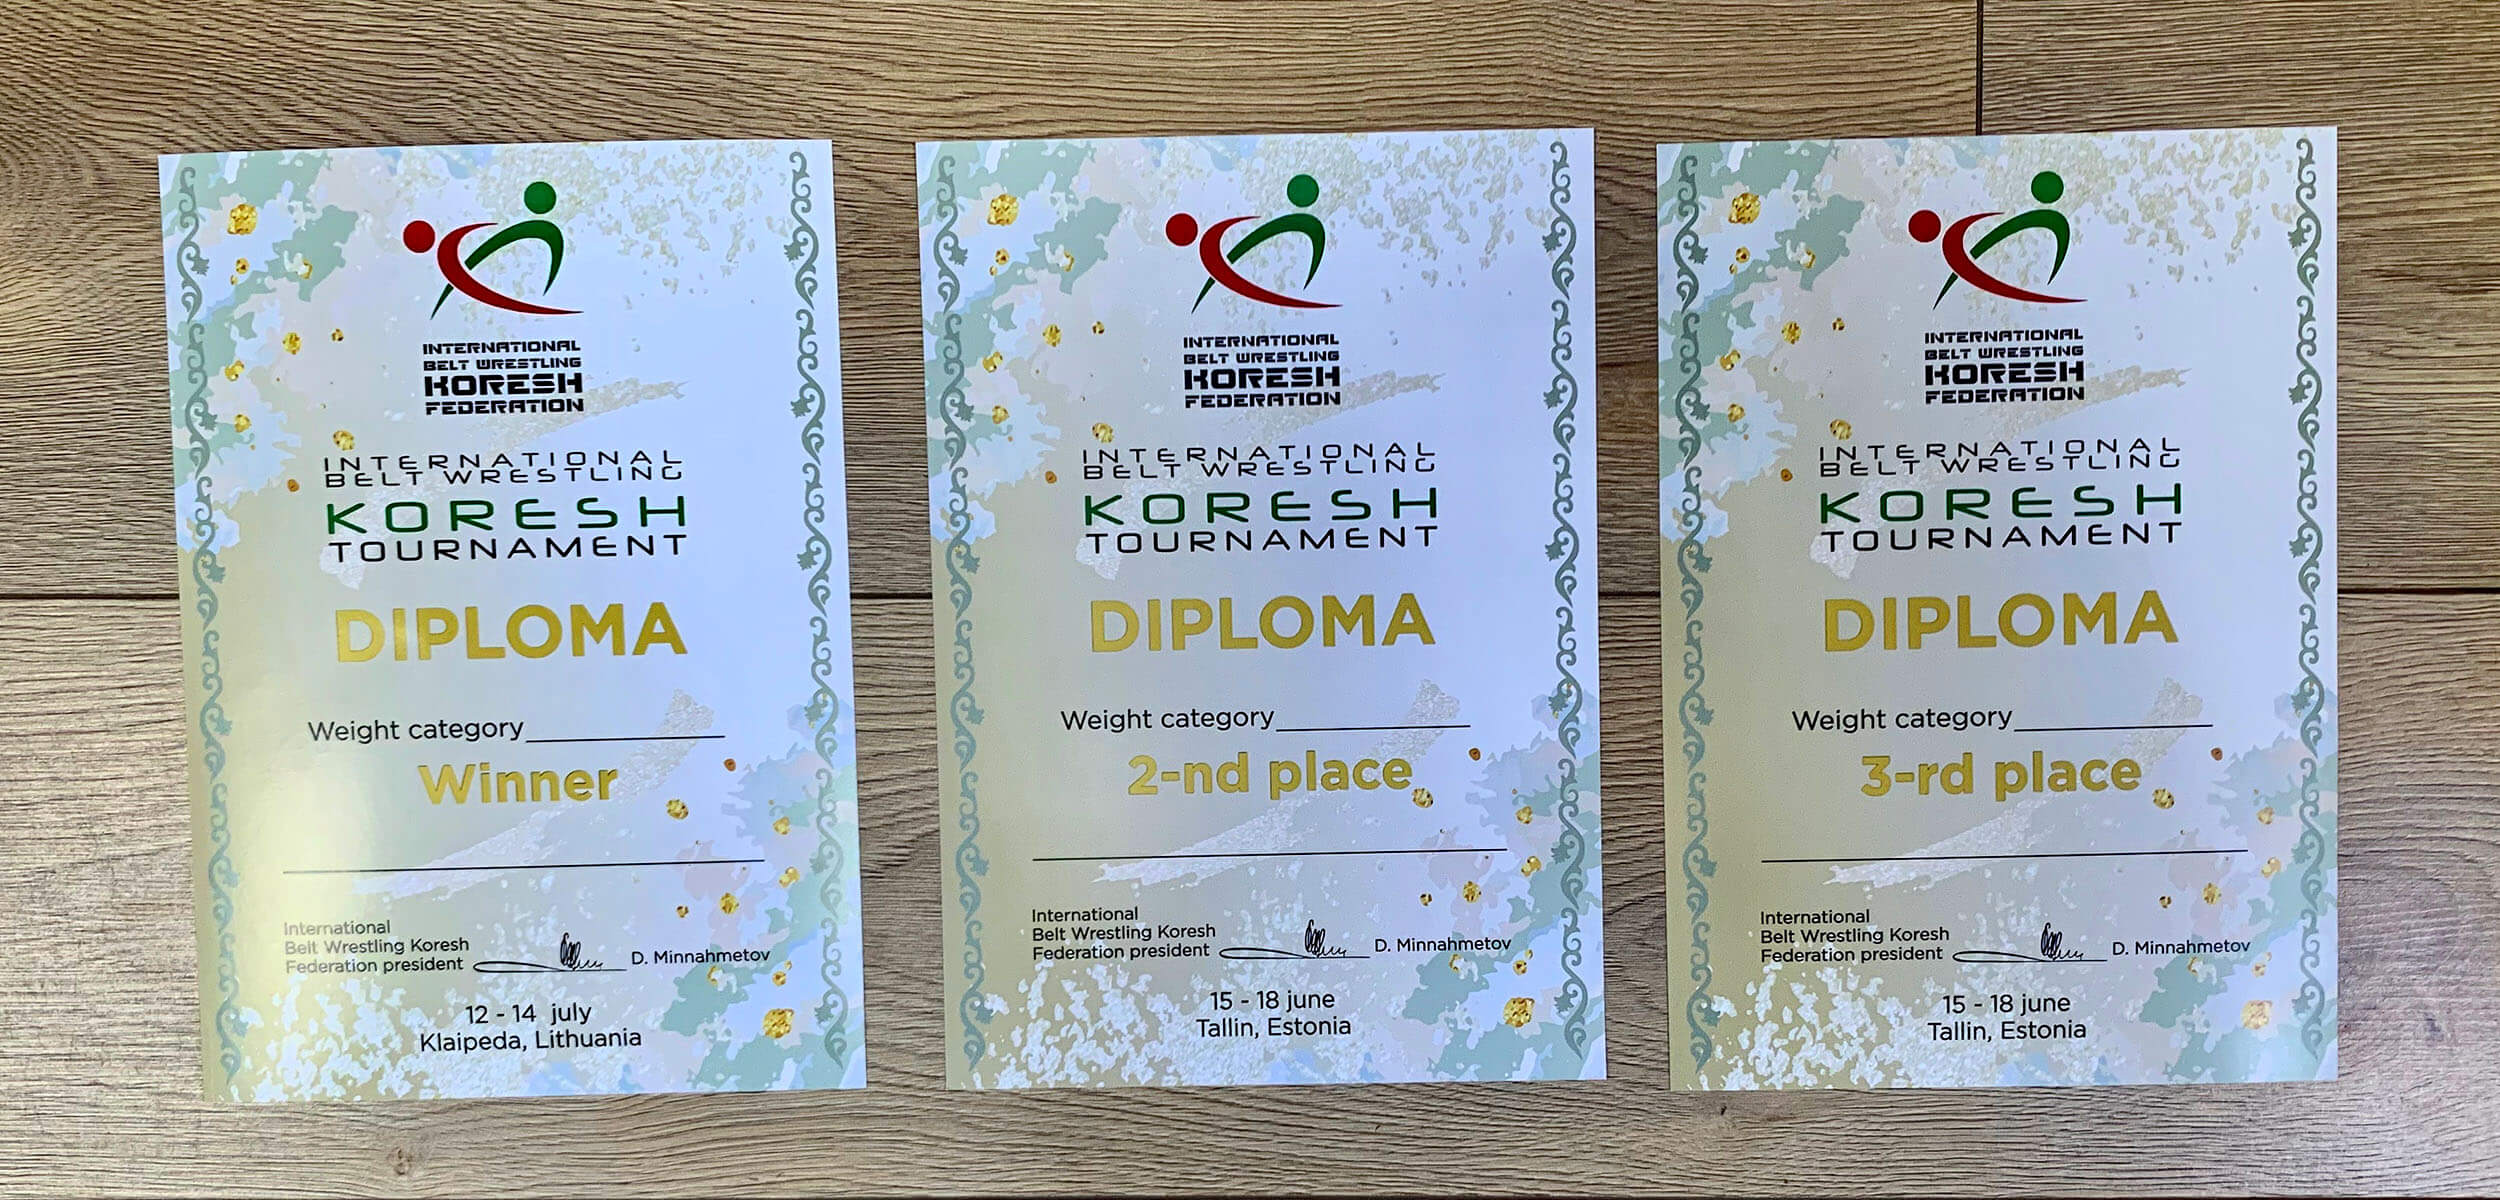 INTERNATIONAL
BELT WRESTLING
KORESH
FEDERATION
INTERNATIONAL
BELT WRESTLING
KORESH
TOURNAMENT
DIPLOMA
Weight category
Winner
International
Belt Wrestling Koresh
Federation president
D. Minnahmetov
12 - 14 july
Klaipeda, Lithuania
INTERNATIONAL
BELT WRESTLING
KORESH
FEDERATION
INTERNATIONAL
BELT WRESTLING
KORESH
TOURNAMENT
DIPLOMA
Weight category
2-nd place
International
Belt Wrestling Koresh
Federation president
D. Minnahmetov
15 - 18 june
Tallin, Estonia
INTERNATIONAL
BELT WRESTLING
KORESH
FEDERATION
INTERNATIONAL
BELT WRESTLING
KORESH
TOURNAMENT
DIPLOMA
Weight category
3-rd place
International
Belt Wrestling Koresh
Federation president
D. Minnahmetov
15 - 18 june
Tallin, Estonia